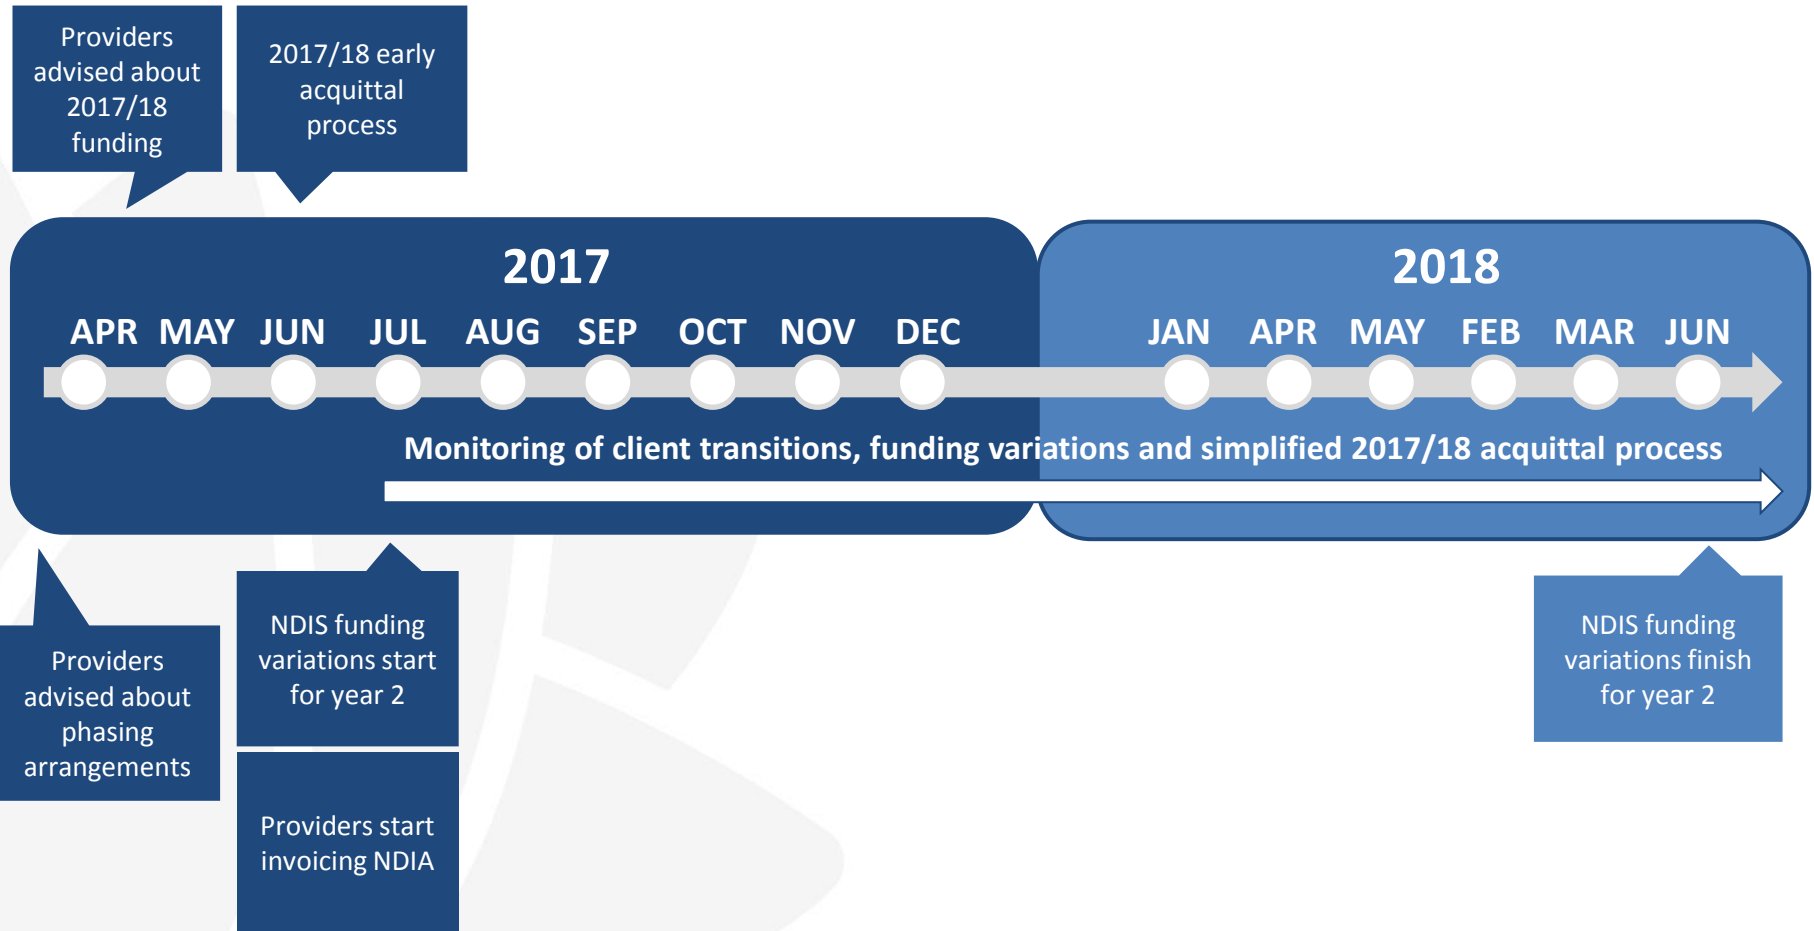 Providers
advised about
2017/18
funding
2017/18 early
acquittal
process
2017
2018
APR MAY JUN JUL AUG SEP OCT NOV DEC
JAN APR MAY FEB MAR JUN
Monitoring of client transitions, funding variations and simplified 2017/18 acquittal process
Providers
advised about
phasing
arrangements
NDIS funding
variations start
for year 2
Providers start
invoicing NDIA
NDIS funding
variations finish
for year 2